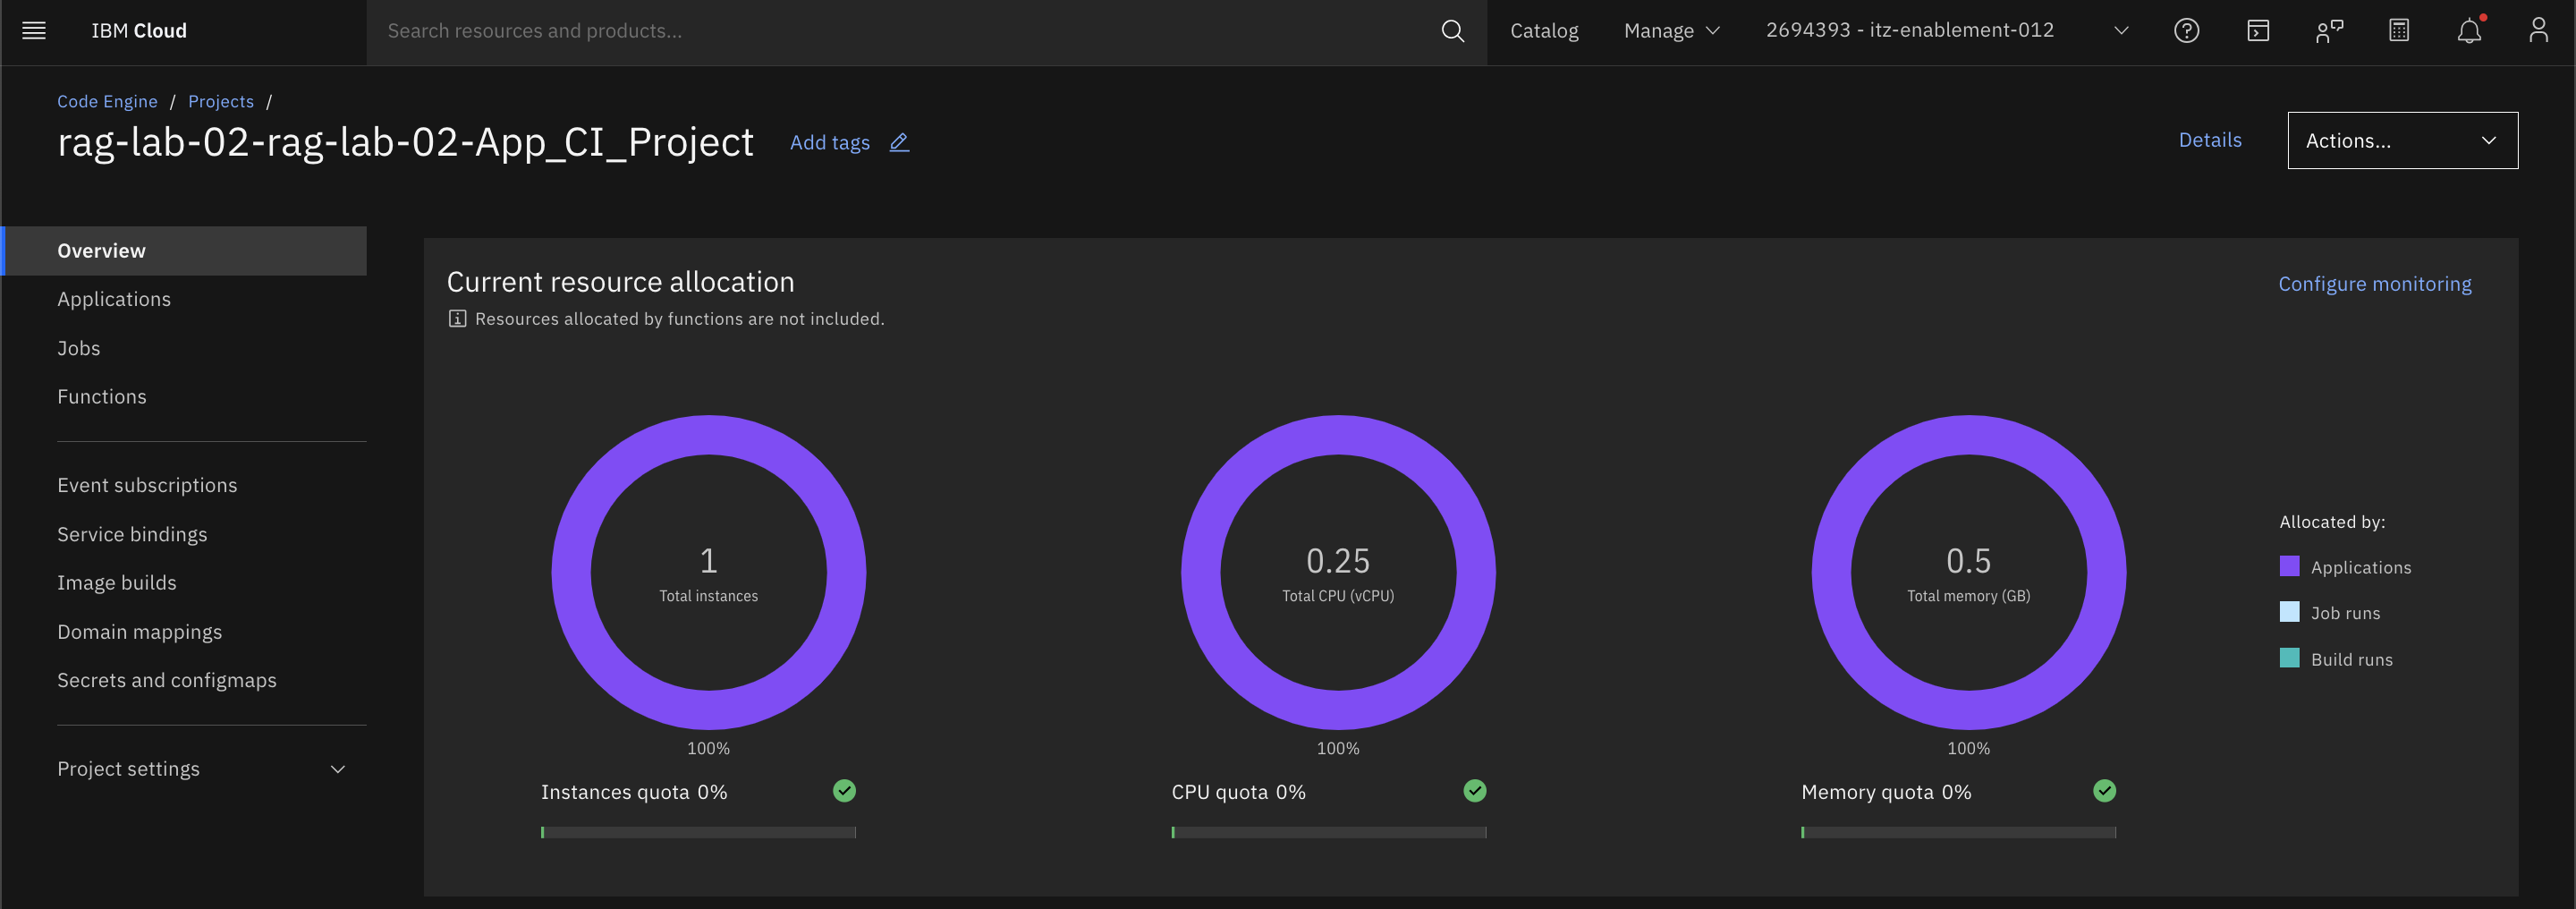 IBM Cloud
Search resources and products...
Catalog
Manage
2694393 - itz-enablement-012
Code Engine / Projects /
rag-lab-02-rag-lab-02-App_CI_Project
Add tags
Details
Actions...
Overview
Applications
Jobs
Functions
Event subscriptions
Service bindings
Image builds
Domain mappings
Secrets and configmaps
Project settings
Current resource allocation
Configure monitoring
Resources allocated by functions are not included.
1
Total instances
100%
Instances quota 0%
0.25
Total CPU (vCPU)
100%
CPU quota 0%
0.5
Total memory (GB)
100%
Memory quota 0%
Allocated by:
Applications
Job runs
Build runs